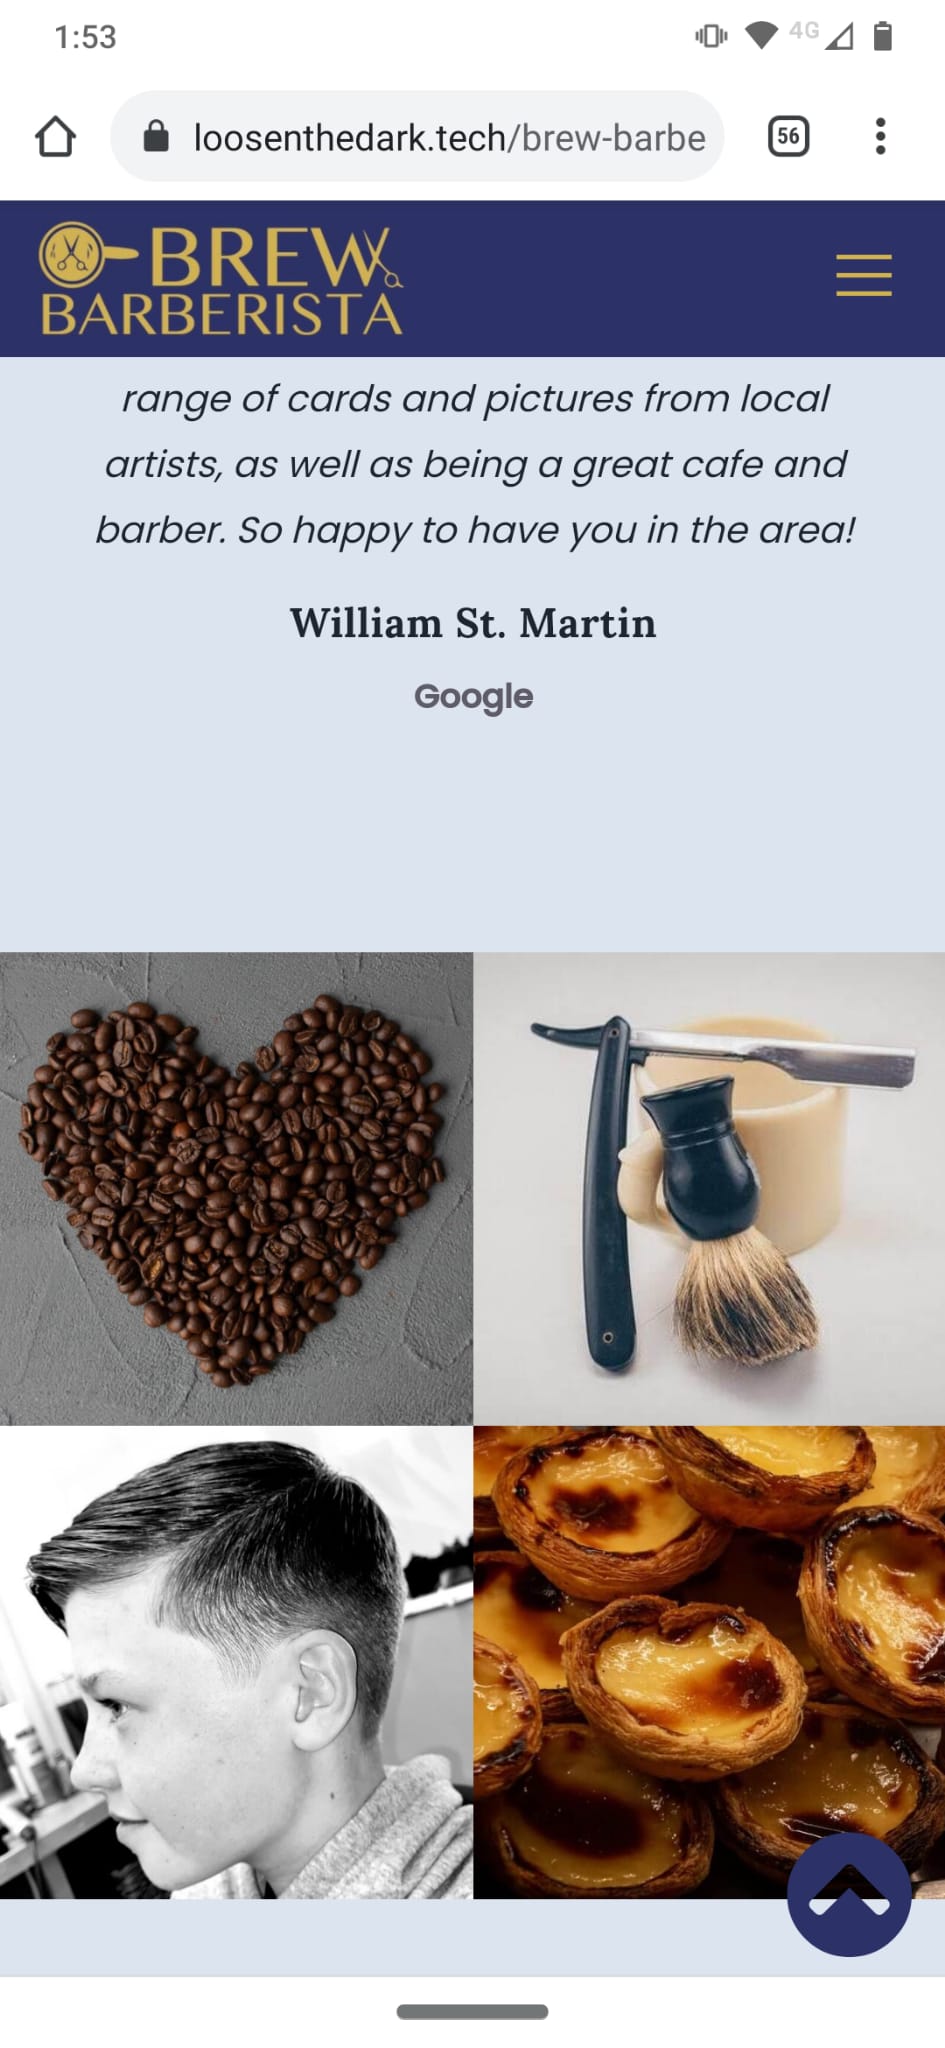 1:53
4G
loosenthedark.tech/brew-barbe
56
BREW
BARBERISTA
range of cards and pictures from local
artists, as well as being a great cafe and
barber. So happy to have you in the area!
William St. Martin
Google